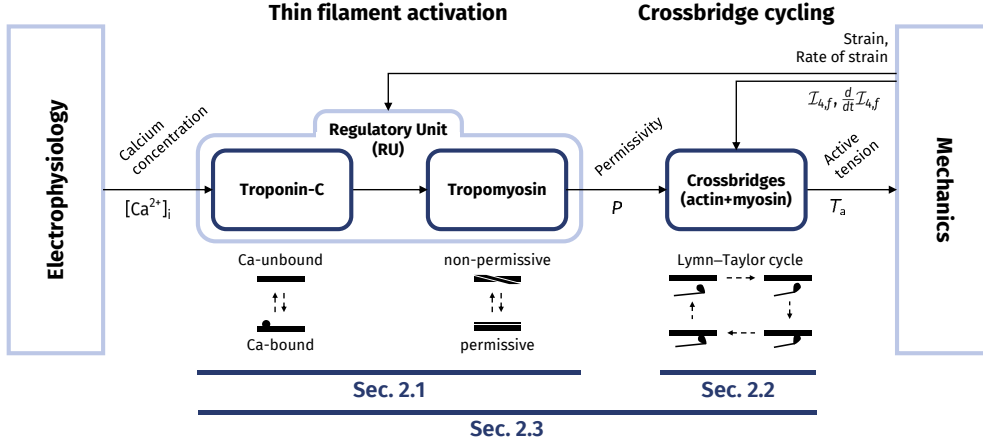 Thin filament activation
Crossbridge cycling
Electrophysiology
Calcium
concentration
[Ca²⁺]ᵢ
Regulatory Unit
(RU)
Troponin-C
Tropomyosin
Permissivity
P
Strain,
Rate of strain
𝓘₄,f, d/dt 𝓘₄,f
Crossbridges
(actin+myosin)
Active
tension
Tₐ
Mechanics
Ca-unbound
Ca-bound
non-permissive
permissive
Lymn–Taylor cycle
Sec. 2.1
Sec. 2.2
Sec. 2.3